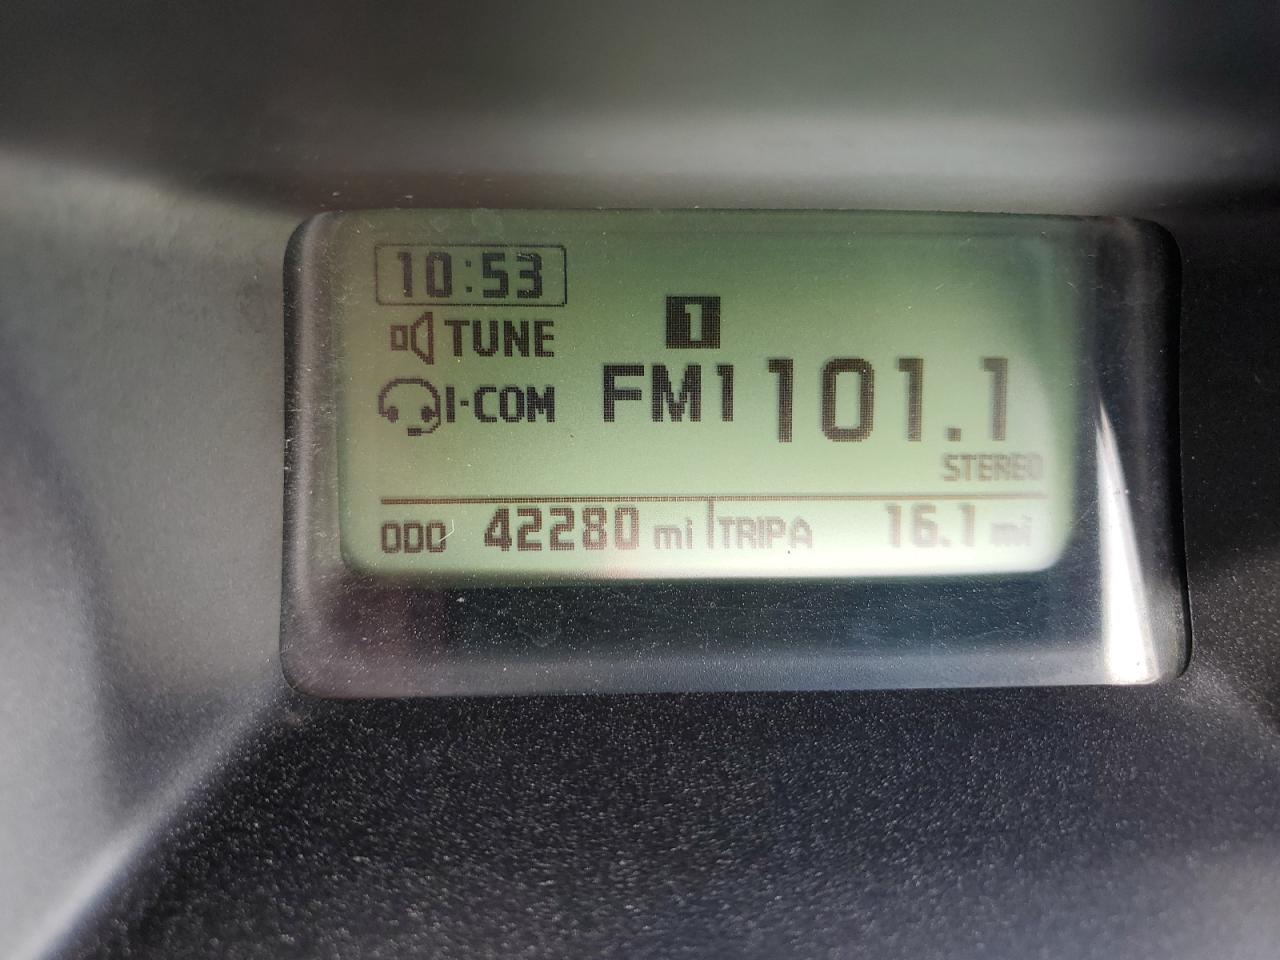 10:53
TUNE
1
I-COM
FM1 101.1
STEREO
ODO 42280 mi TRIPA 16.1 mi